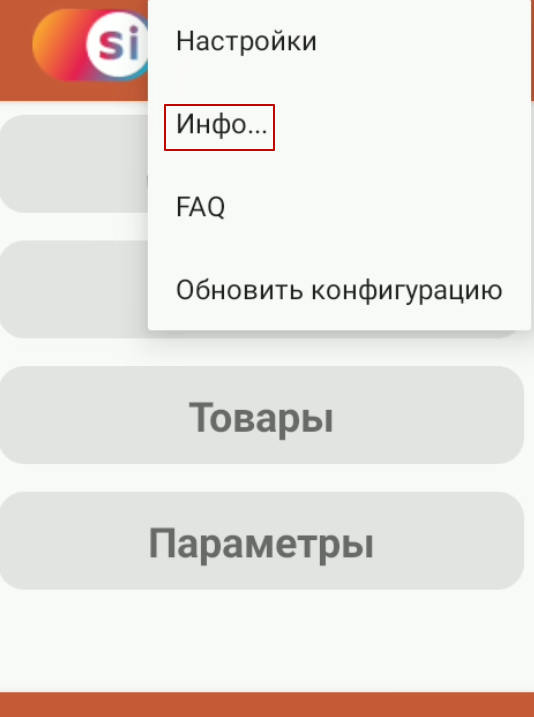 si
Настройки
Инфо...
FAQ
Обновить конфигурацию
Товары
Параметры